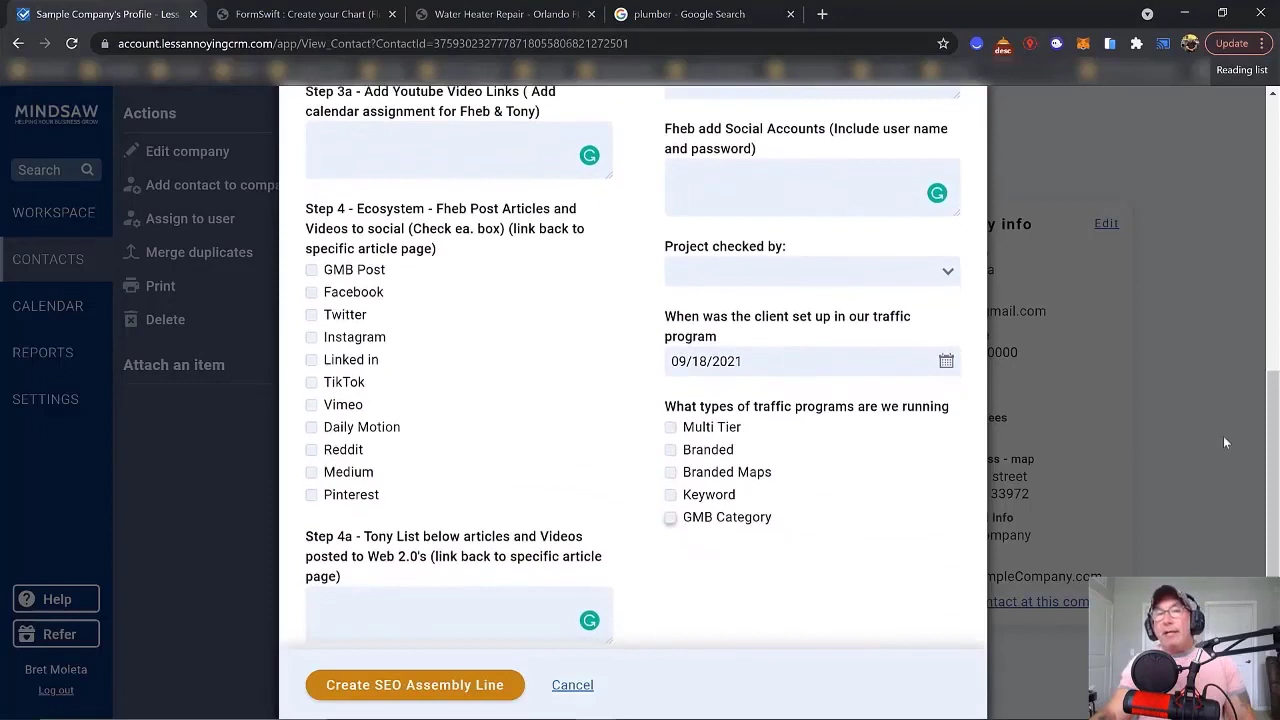 Sample Company's Profile - Less
FormSwift : Create your Chart (Fl
Water Heater Repair - Orlando Fl
plumber - Google Search
account.lessannoyingcrm.com/app/View_Contact?ContactId=37593023277787180558068212725​01
Update
Reading list
MINDSAW
HELPING YOUR BUSINESS GROW
Search
WORKSPACE
CONTACTS
CALENDAR
REPORTS
SETTINGS
Help
Refer
Bret Moleta
Log out
Actions
Edit company
Add contact to compa
Assign to user
Merge duplicates
Print
Delete
Attach an item
Step 3a - Add Youtube Video Links ( Add
calendar assignment for Fheb & Tony)
Step 4 - Ecosystem - Fheb Post Articles and
Videos to social (Check ea. box) (link back to
specific article page)
GMB Post
Facebook
Twitter
Instagram
Linked in
TikTok
Vimeo
Daily Motion
Reddit
Medium
Pinterest
Step 4a - Tony List below articles and Videos
posted to Web 2.0's (link back to specific article
page)
Fheb add Social Accounts (Include user name
and password)
Project checked by:
When was the client set up in our traffic
program
09/18/2021
What types of traffic programs are we running
Multi Tier
Branded
Branded Maps
Keyword
GMB Category
Create SEO Assembly Line
Cancel
y info
Edit
a
gmail.com
n
0000
ees
ss - map
street
33972
l info
ompany
mpleCompany.com
ntact at this com